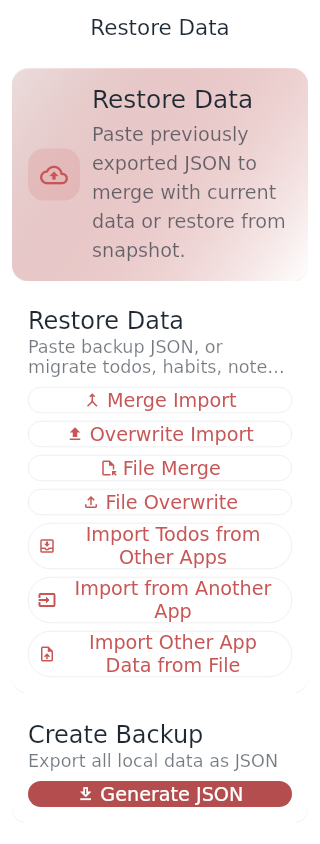 Restore Data
Restore Data
Paste previously
exported JSON to
merge with current
data or restore from
snapshot.
Restore Data
Paste backup JSON, or
migrate todos, habits, note…
Merge Import
Overwrite Import
File Merge
File Overwrite
Import Todos from
Other Apps
Import from Another
App
Import Other App
Data from File
Create Backup
Export all local data as JSON
Generate JSON